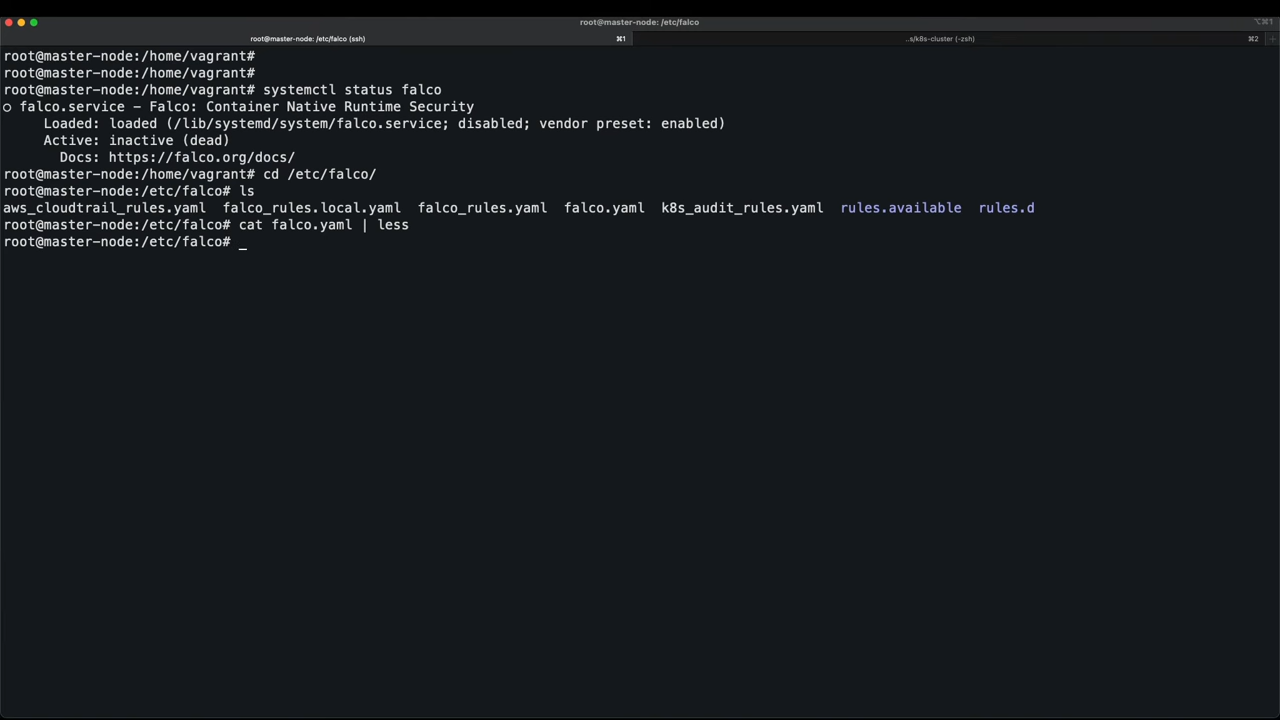 root@master-node: /etc/falco
⌥⌘1
root@master-node: /etc/falco (ssh) ⌘1 ..s/k8s-cluster (-zsh) ⌘2 +
root@master-node:/home/vagrant#
root@master-node:/home/vagrant#
root@master-node:/home/vagrant# systemctl status falco
○ falco.service – Falco: Container Native Runtime Security
Loaded: loaded (/lib/systemd/system/falco.service; disabled; vendor preset: enabled)
Active: inactive (dead)
Docs: https://falco.org/docs/
root@master-node:/home/vagrant# cd /etc/falco/
root@master-node:/etc/falco# ls
aws_cloudtrail_rules.yaml falco_rules.local.yaml falco_rules.yaml falco.yaml k8s_audit_rules.yaml rules.available rules.d
root@master-node:/etc/falco# cat falco.yaml | less
root@master-node:/etc/falco# _